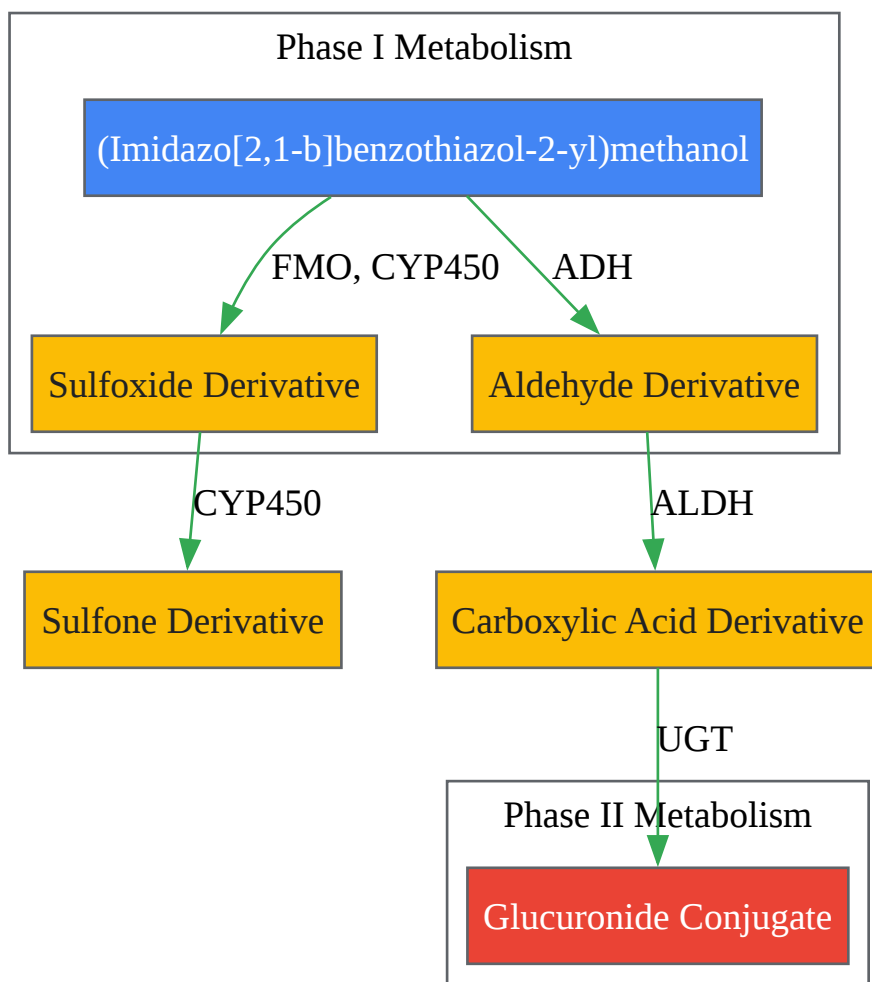 Phase I Metabolism
(Imidazo[2,1-b]benzothiazol-2-yl)methanol
FMO, CYP450
ADH
Sulfoxide Derivative
Aldehyde Derivative
CYP450
ALDH
Sulfone Derivative
Carboxylic Acid Derivative
UGT
Phase II Metabolism
Glucuronide Conjugate